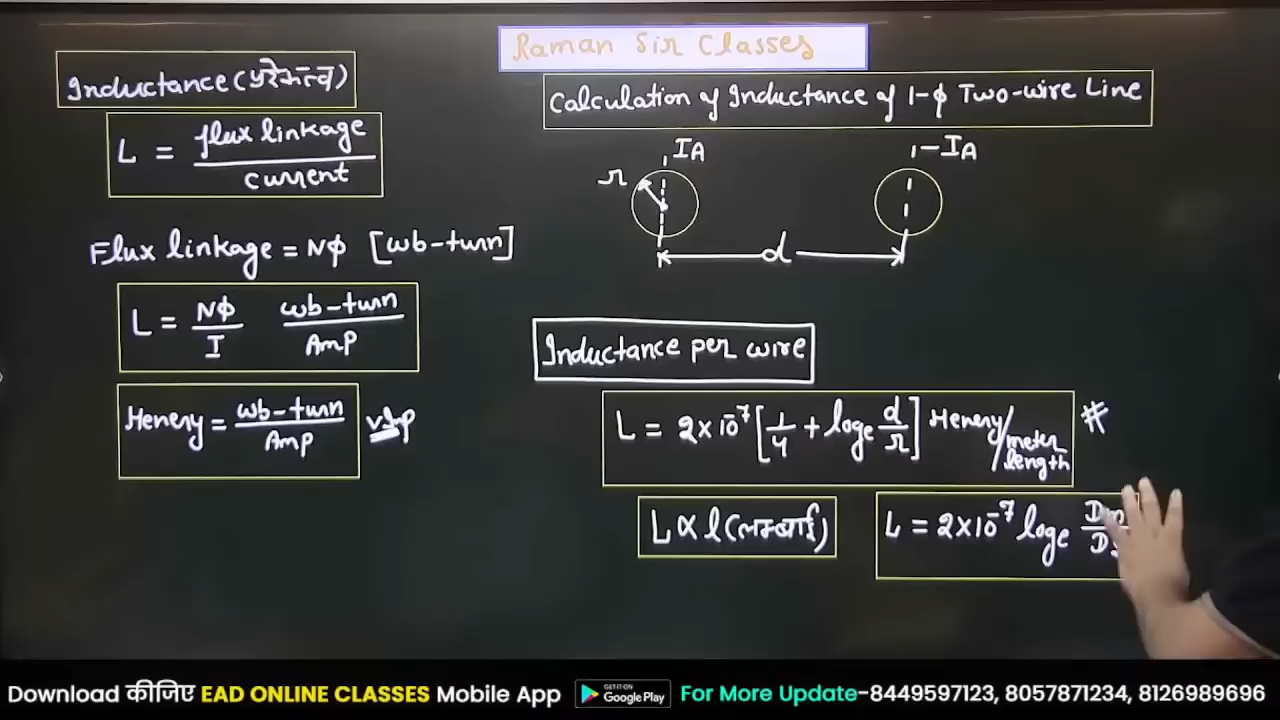 Raman Sir Classes
Inductance (प्रेरकत्व)
L = flux linkage / current
Flux linkage = Nϕ [wb-turn]
L = Nϕ / I wb-turn / Amp
Henery = wb-turn / Amp
Calculation of Inductance of 1-ϕ Two-wire Line
IA
-IA
r
d
Inductance per wire
L = 2×10⁻⁷ [1/4 + loge d/r] Henery/meter length #
L ∝ l (लम्बाई)
L = 2×10⁻⁷ loge
Download कीजिए EAD ONLINE CLASSES Mobile App
GET IT ON
Google Play
For More Update-8449597123, 8057871234, 8126989696